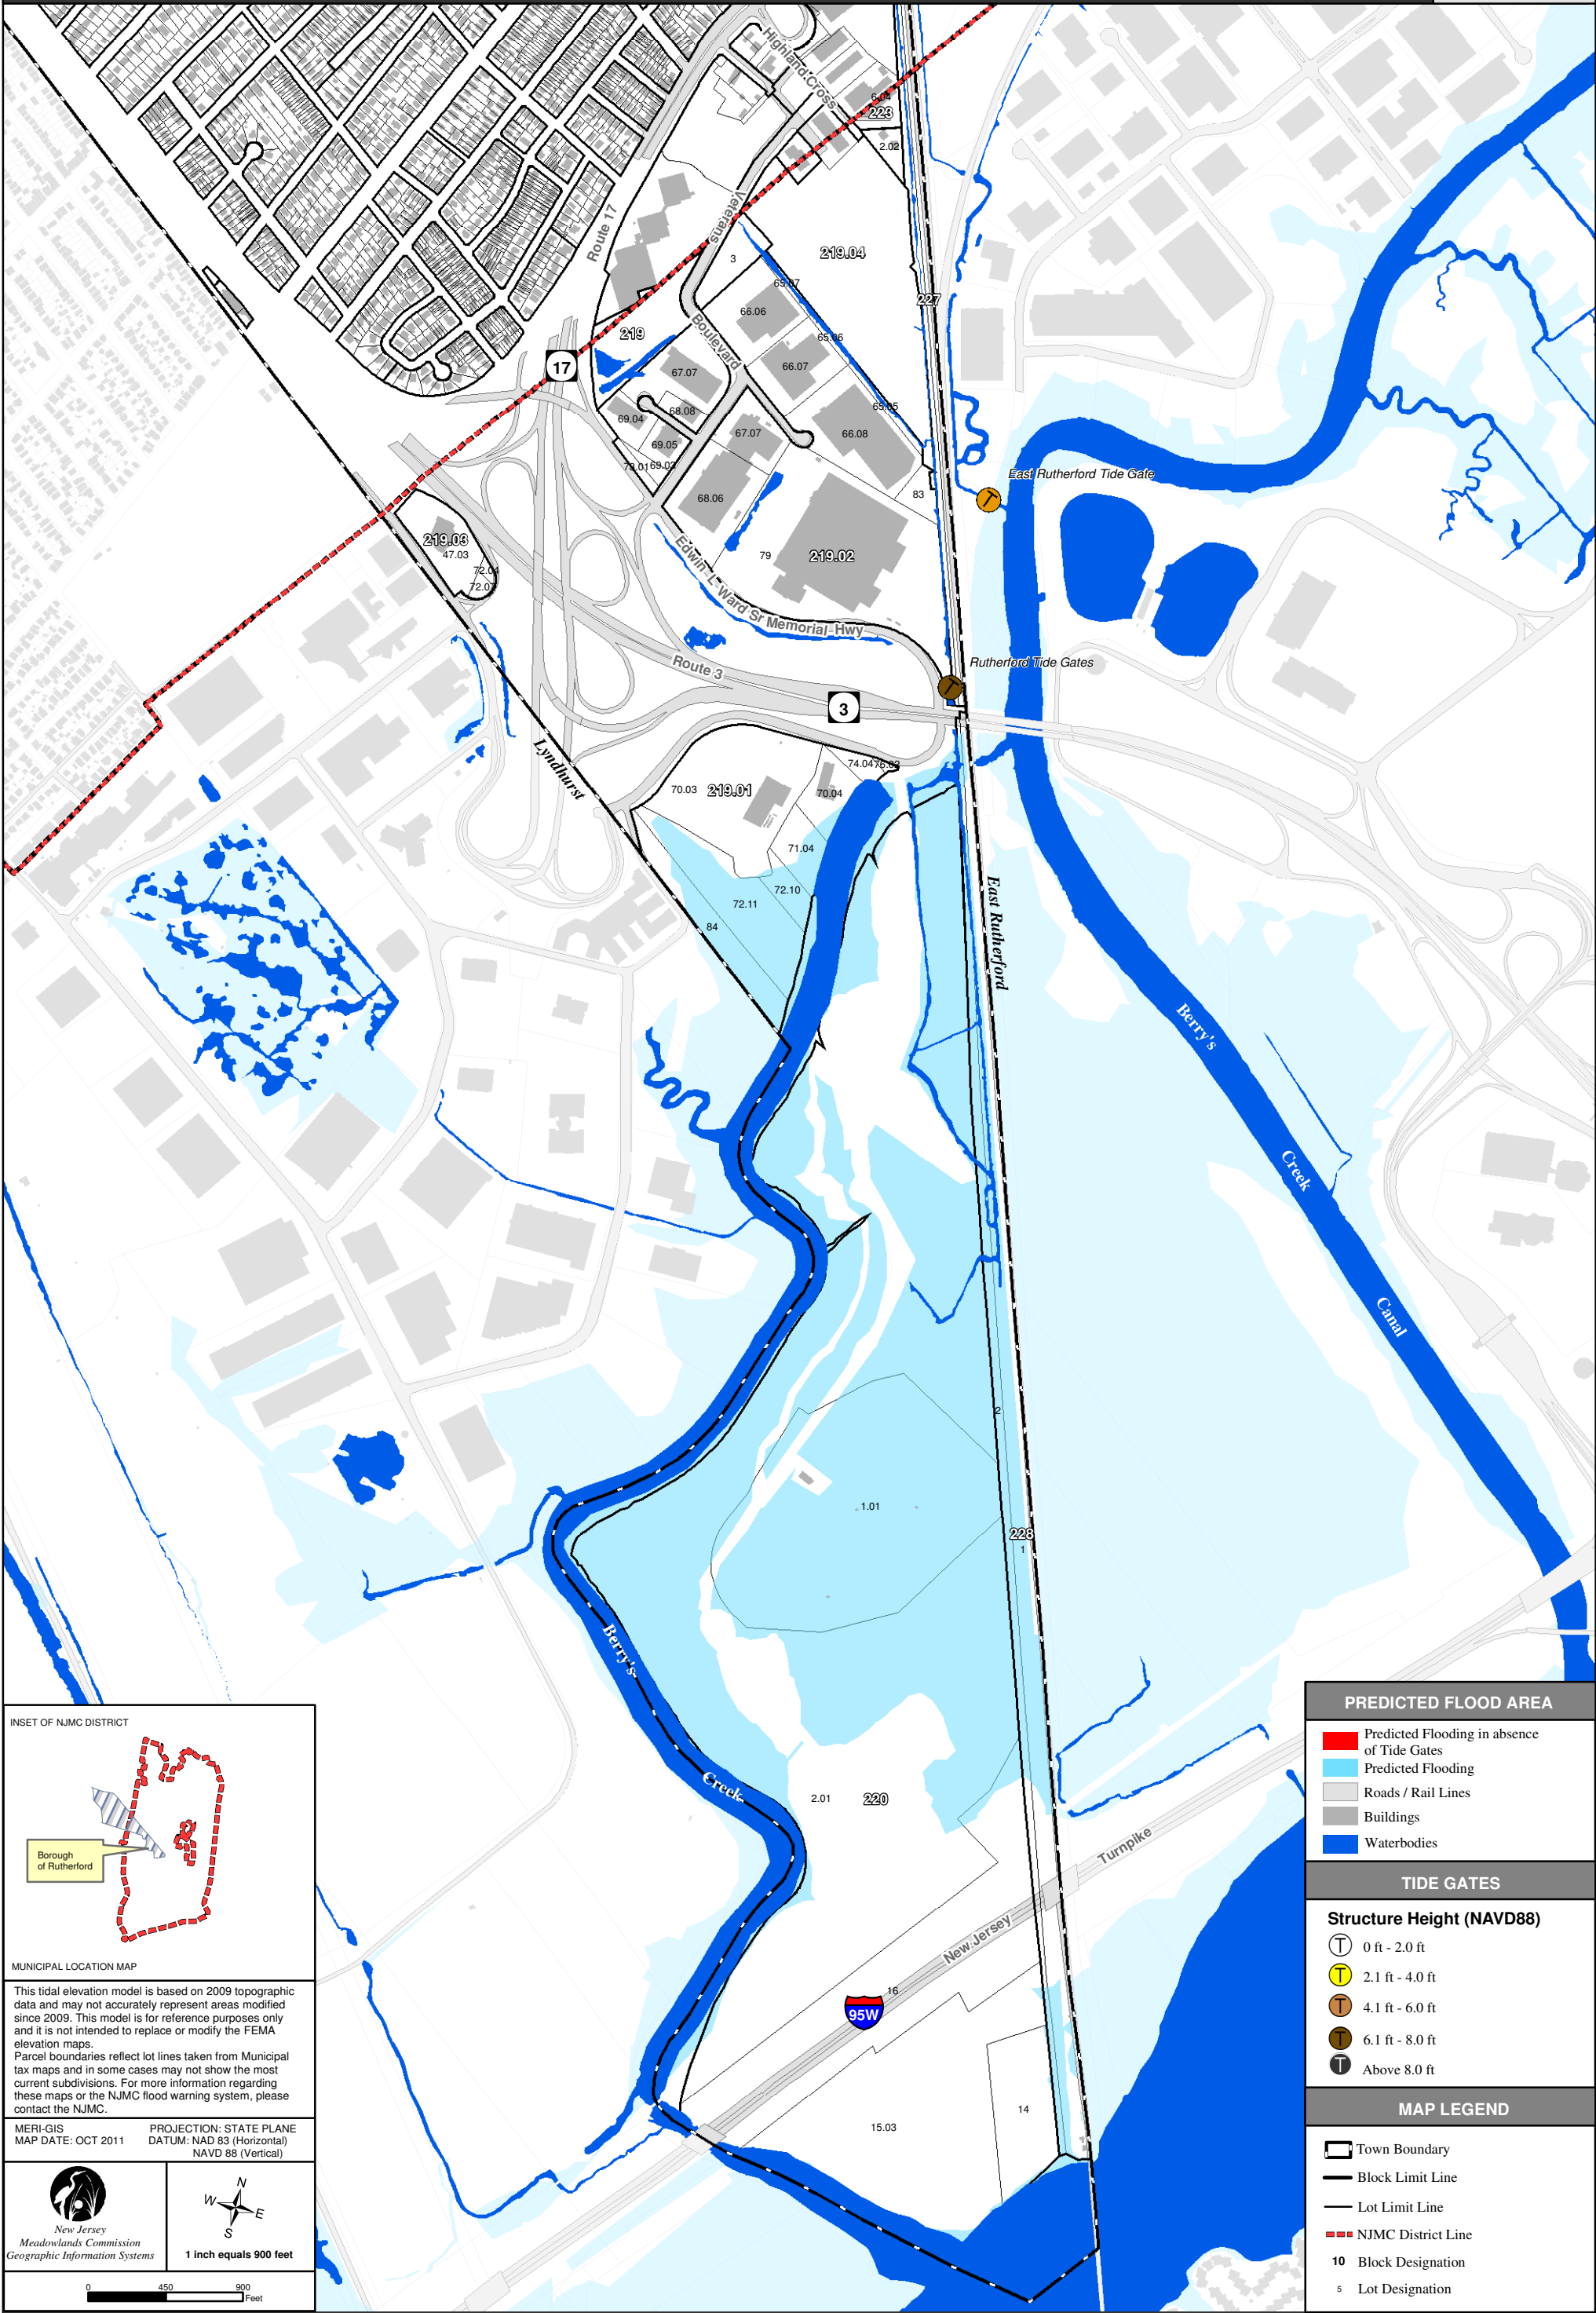 Highland Cross
6.04
223
2.02
Veterans
Route 17
3
219.04
65.07
227
66.06
219
Boulevard
65.06
17
67.07
66.07
68.08
65.05
69.04
67.07
66.08
69.05
73.01
East Rutherford Tide Gate
68.06
83
219.03
47.03
79
219.02
72.04
72.07
Edwin L Ward Sr Memorial Hwy
Route 3
Rutherford Tide Gates
3
Lyndhurst
74.04
70.03
219.01
70.04
71.04
72.10
72.11
84
East Rutherford
Berry's
Creek
Canal
2
1.01
228
1
Berry's
Creek
2.01
220
Turnpike
New Jersey
16
95W
14
15.03
INSET OF NJMC DISTRICT
Borough
of Rutherford
MUNICIPAL LOCATION MAP
This tidal elevation model is based on 2009 topographic
data and may not accurately represent areas modified
since 2009. This model is for reference purposes only
and it is not intended to replace or modify the FEMA
elevation maps.
Parcel boundaries reflect lot lines taken from Municipal
tax maps and in some cases may not show the most
current subdivisions. For more information regarding
these maps or the NJMC flood warning system, please
contact the NJMC.
MERI-GIS
MAP DATE: OCT 2011
PROJECTION: STATE PLANE
DATUM: NAD 83 (Horizontal)
NAVD 88 (Vertical)
New Jersey
Meadowlands Commission
Geographic Information Systems
N
W
E
S
1 inch equals 900 feet
0 450 900
Feet
PREDICTED FLOOD AREA
Predicted Flooding in absence
of Tide Gates
Predicted Flooding
Roads / Rail Lines
Buildings
Waterbodies
TIDE GATES
Structure Height (NAVD88)
T 0 ft - 2.0 ft
T 2.1 ft - 4.0 ft
T 4.1 ft - 6.0 ft
T 6.1 ft - 8.0 ft
T Above 8.0 ft
MAP LEGEND
Town Boundary
Block Limit Line
Lot Limit Line
NJMC District Line
10 Block Designation
5 Lot Designation